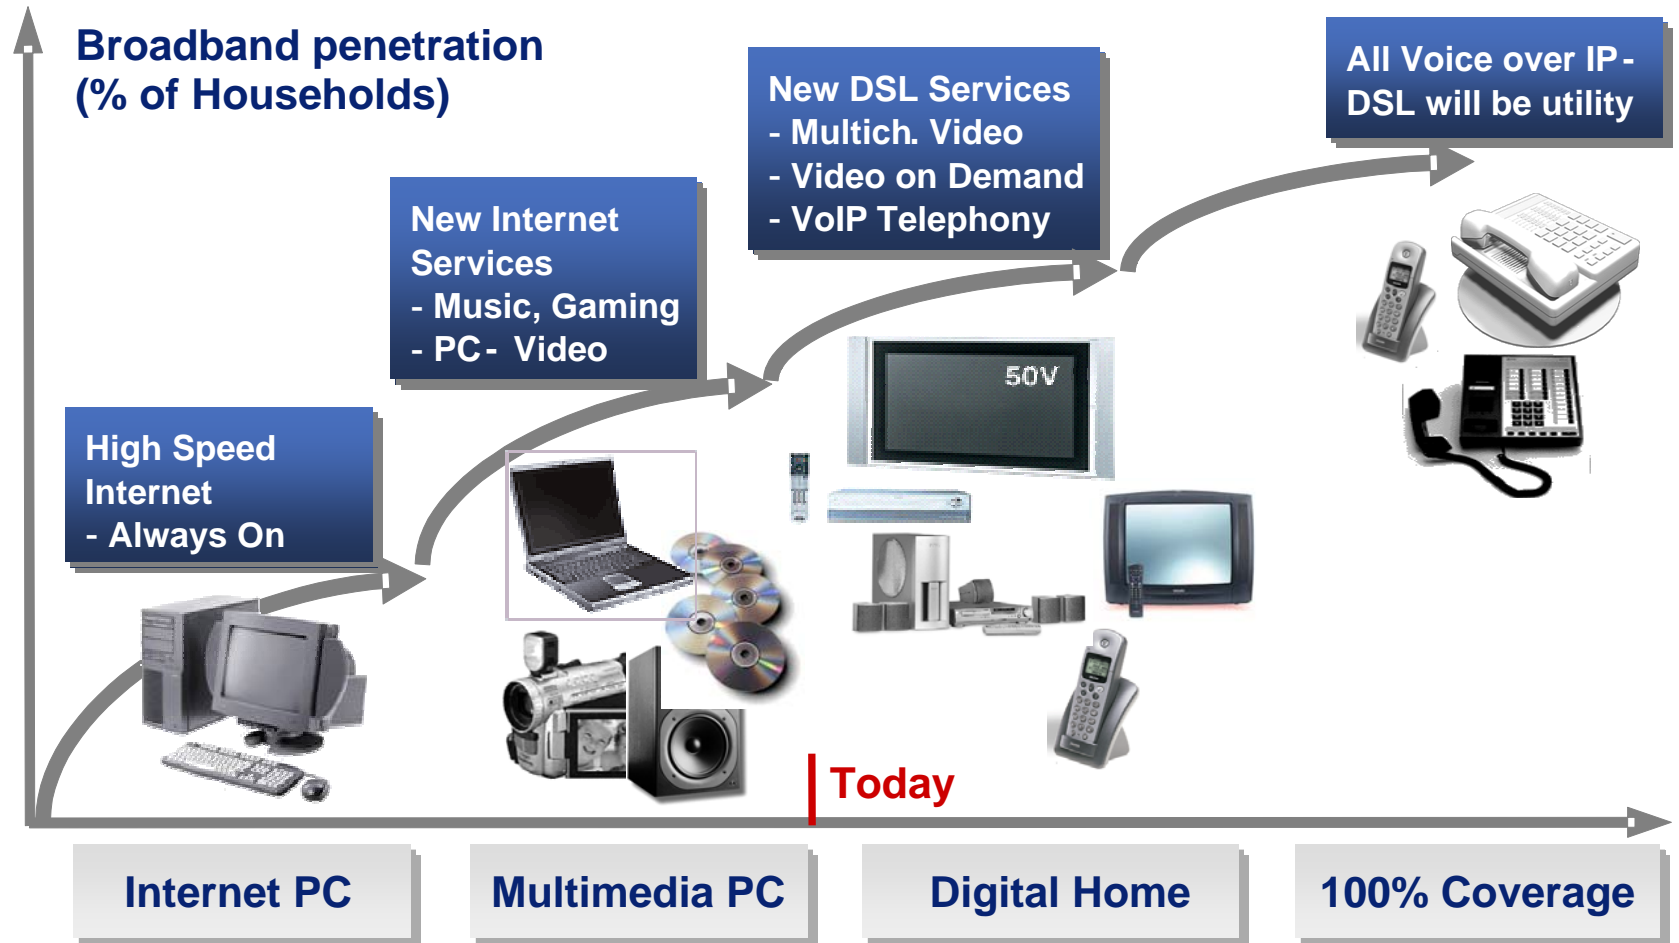 Broadband penetration
(% of Households)
High Speed
Internet
- Always On
New Internet
Services
- Music, Gaming
- PC- Video
New DSL Services
- Multich. Video
- Video on Demand
- VoIP Telephony
All Voice over IP-
DSL will be utility
50V
Today
Internet PC
Multimedia PC
Digital Home
100% Coverage